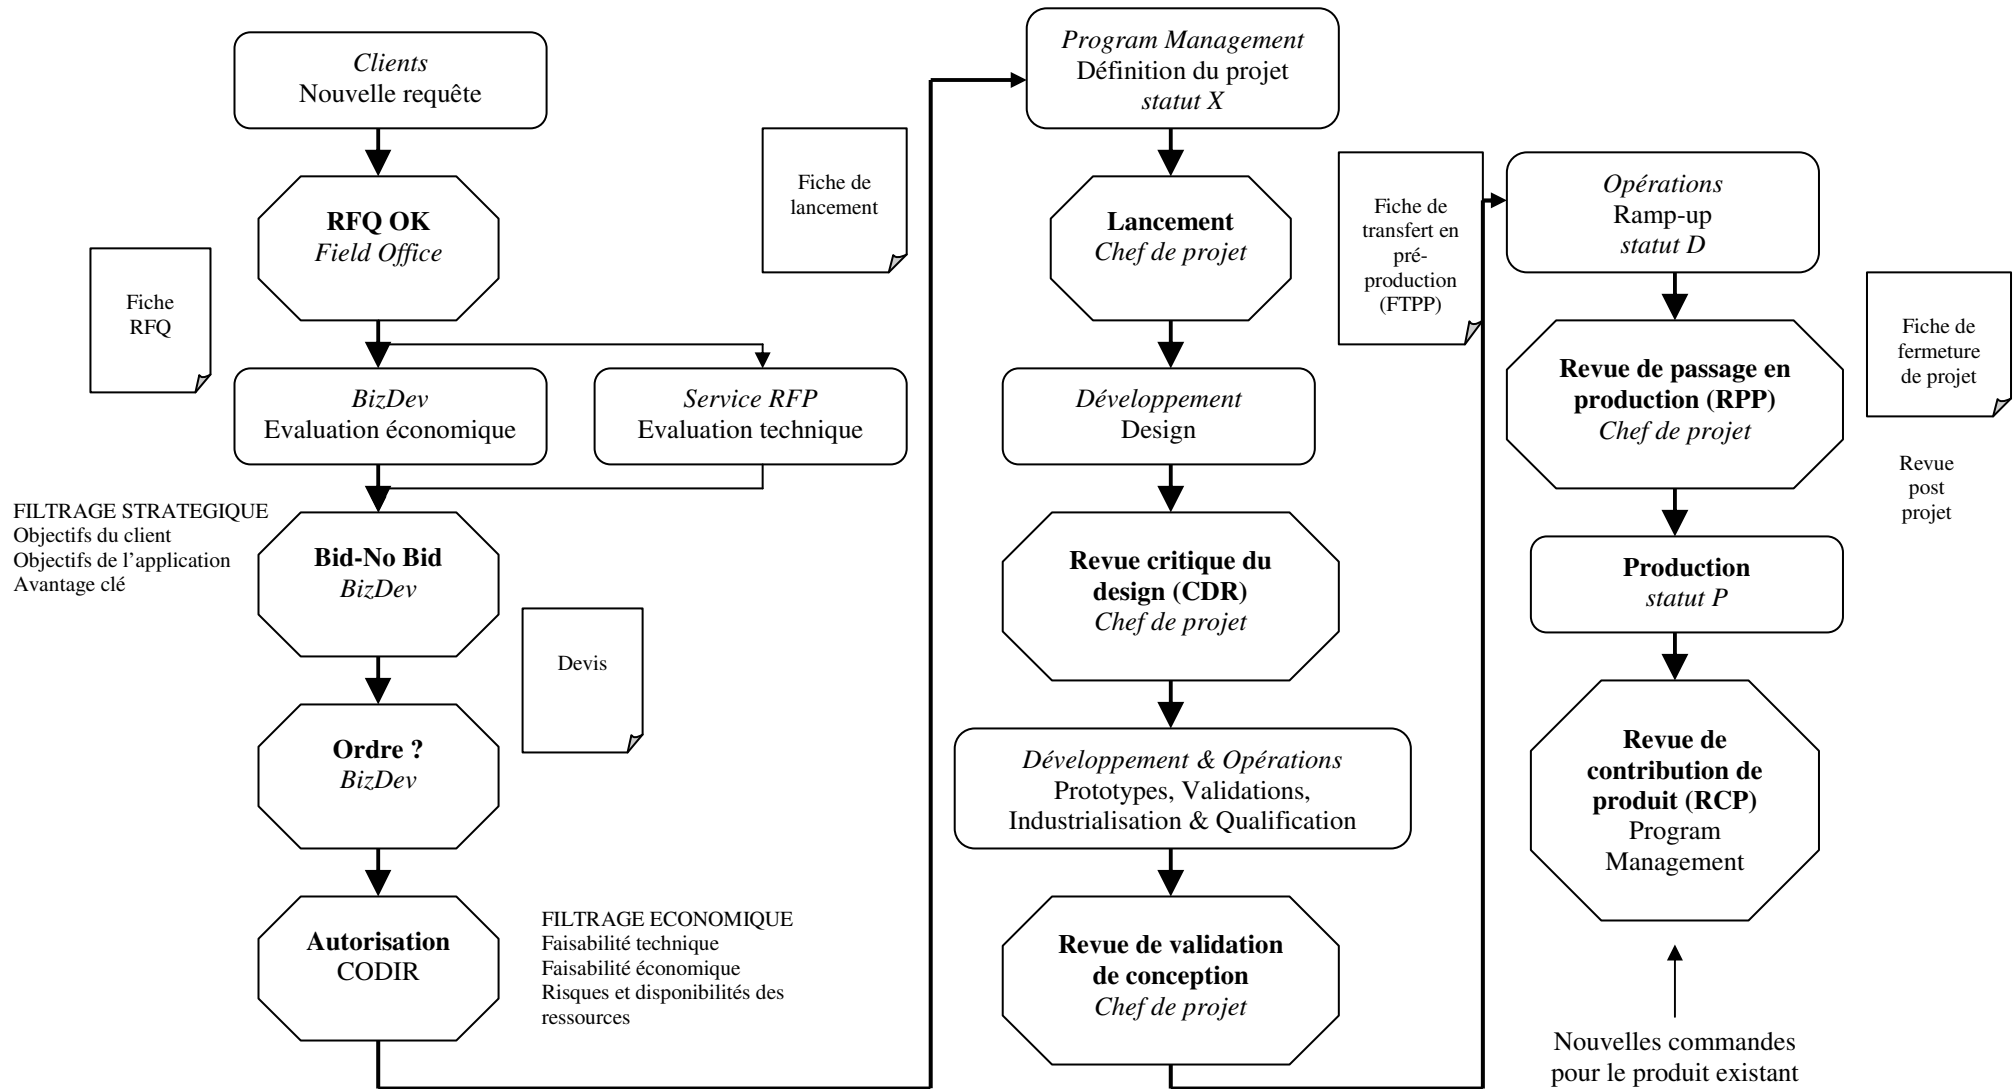 Clients
Nouvelle requête
RFQ OK
Field Office
Fiche
RFQ
BizDev
Evaluation économique
Service RFP
Evaluation technique
FILTRAGE STRATEGIQUE
Objectifs du client
Objectifs de l’application
Avantage clé
Bid-No Bid
BizDev
Devis
Ordre ?
BizDev
Autorisation
CODIR
FILTRAGE ECONOMIQUE
Faisabilité technique
Faisabilité économique
Risques et disponibilités des
ressources
Fiche de
lancement
Program Management
Définition du projet
statut X
Lancement
Chef de projet
Développement
Design
Revue critique du
design (CDR)
Chef de projet
Développement & Opérations
Prototypes, Validations,
Industrialisation & Qualification
Revue de validation
de conception
Chef de projet
Fiche de
transfert en
pré-
production
(FTPP)
Opérations
Ramp-up
statut D
Revue de passage en
production (RPP)
Chef de projet
Fiche de
fermeture
de projet
Revue
post
projet
Production
statut P
Revue de
contribution de
produit (RCP)
Program
Management
Nouvelles commandes
pour le produit existant